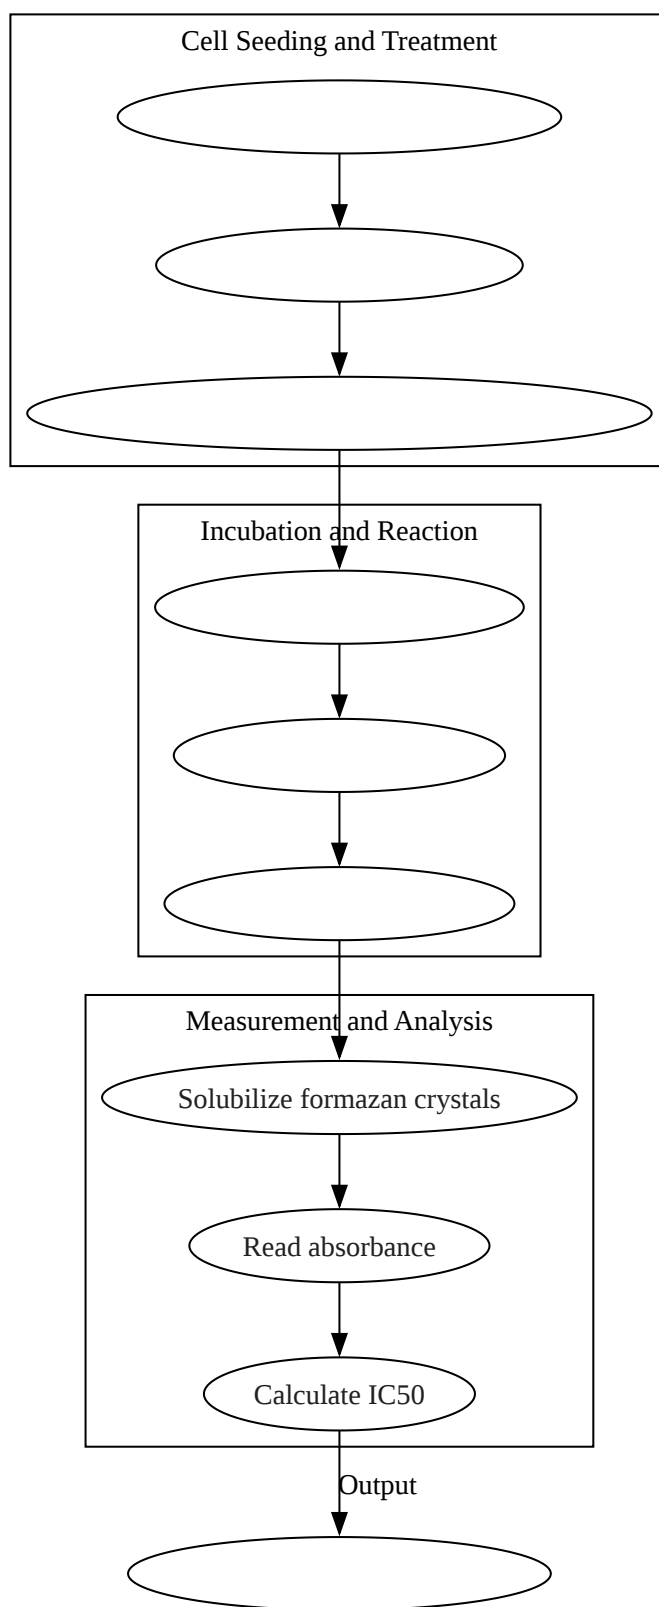 Cell Seeding and Treatment
Incubation and Reaction
Measurement and Analysis
Solubilize formazan crystals
Read absorbance
Calculate IC50
Output